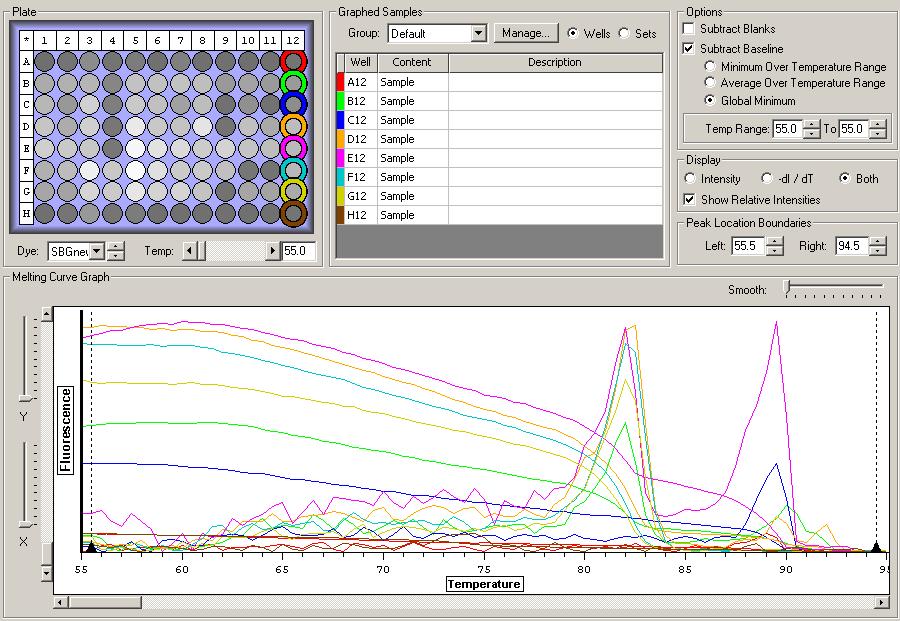 Plate
* 1 2 3 4 5 6 7 8 9 10 11 12
A
B
C
D
E
F
G
H
Dye: SBGnew Temp: 55.0
Graphed Samples
Group: Default Manage... Wells Sets
Well Content Description
A12 Sample
B12 Sample
C12 Sample
D12 Sample
E12 Sample
F12 Sample
G12 Sample
H12 Sample
Options
Subtract Blanks
Subtract Baseline
Minimum Over Temperature Range
Average Over Temperature Range
Global Minimum
Temp Range: 55.0 To 55.0
Display
Intensity -dI / dT Both
Show Relative Intensities
Peak Location Boundaries
Left: 55.5 Right: 94.5
Melting Curve Graph
Smooth:
Fluorescence
Y
X
55 60 65 70 75 80 85 90 95
Temperature